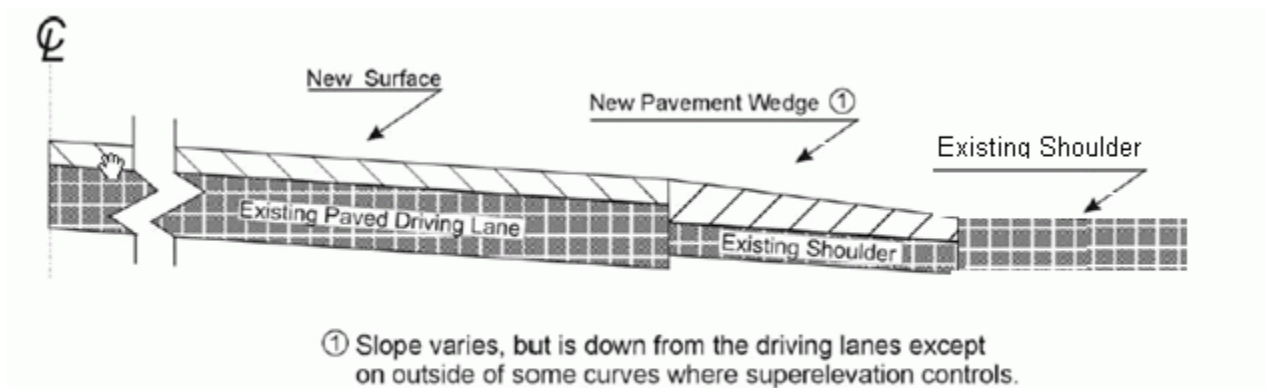 ℄
New Surface
New Pavement Wedge ①
Existing Shoulder
Existing Paved Driving Lane
Existing Shoulder
① Slope varies, but is down from the driving lanes except
on outside of some curves where superelevation controls.